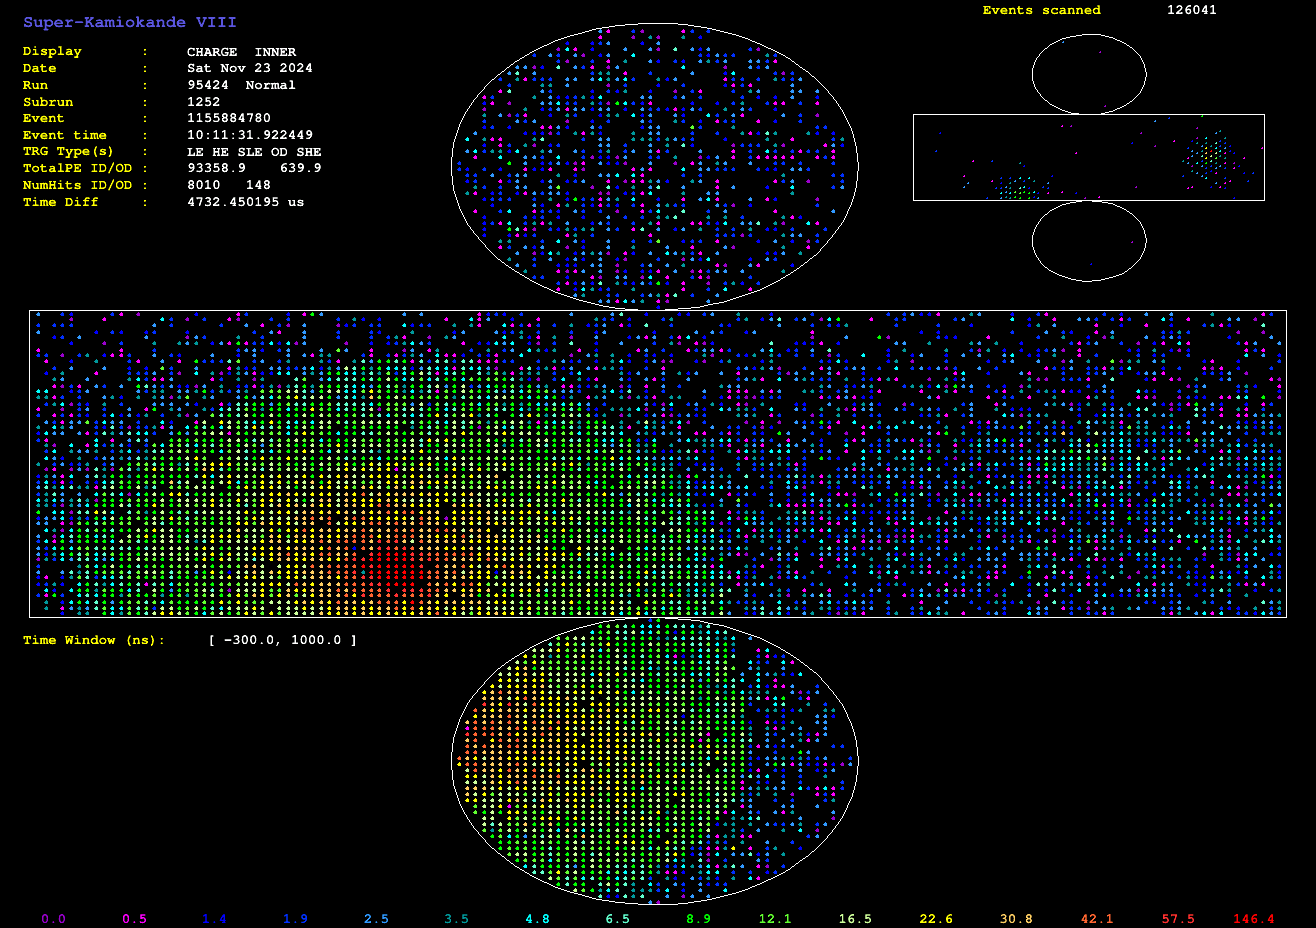 Super-Kamiokande VIII
Display : CHARGE INNER
Date : Sat Nov 23 2024
Run : 95424 Normal
Subrun : 1252
Event : 1155884780
Event time : 10:11:31.922449
TRG Type(s) : LE HE SLE OD SHE
TotalPE ID/OD : 93358.9 639.9
NumHits ID/OD : 8010 148
Time Diff : 4732.450195 us
Events scanned 126041
Time Window (ns): [ -300.0, 1000.0 ]
0.0 0.5 1.4 1.9 2.5 3.5 4.8 6.5 8.9 12.1 16.5 22.6 30.8 42.1 57.5 146.4